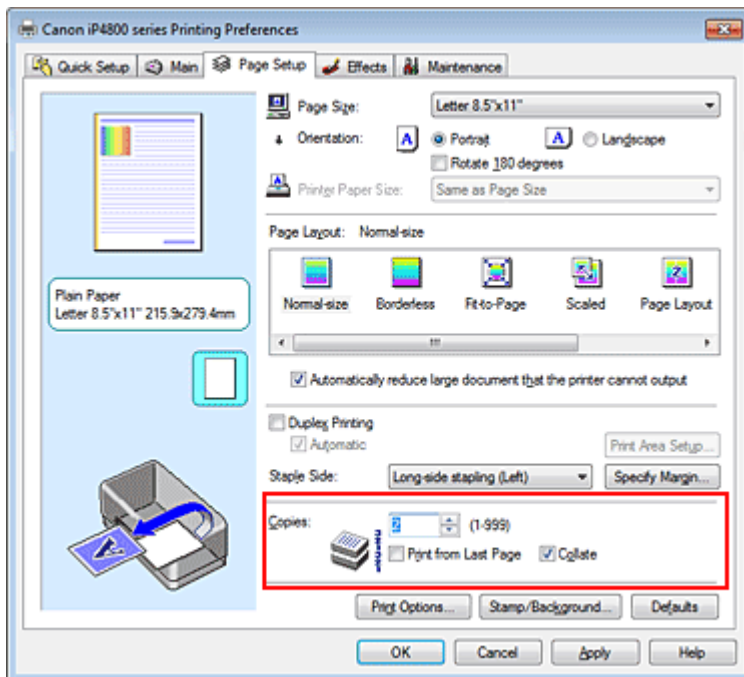 Canon iP4800 series Printing Preferences
Quick Setup Main Page Setup Effects Maintenance
Page Size: Letter 8.5"x11"
Orientation: A Portrait A Landscape
Rotate 180 degrees
Printer Paper Size: Same as Page Size
Page Layout: Normal-size
Normal-size Borderless Fit-to-Page Scaled Page Layout
Plain Paper
Letter 8.5"x11" 215.9x279.4mm
Automatically reduce large document that the printer cannot output
Duplex Printing
Automatic Print Area Setup...
Staple Side: Long-side stapling (Left) Specify Margin...
Copies: 2 (1-999)
Print from Last Page Collate
Print Options... Stamp/Background... Defaults
OK Cancel Apply Help